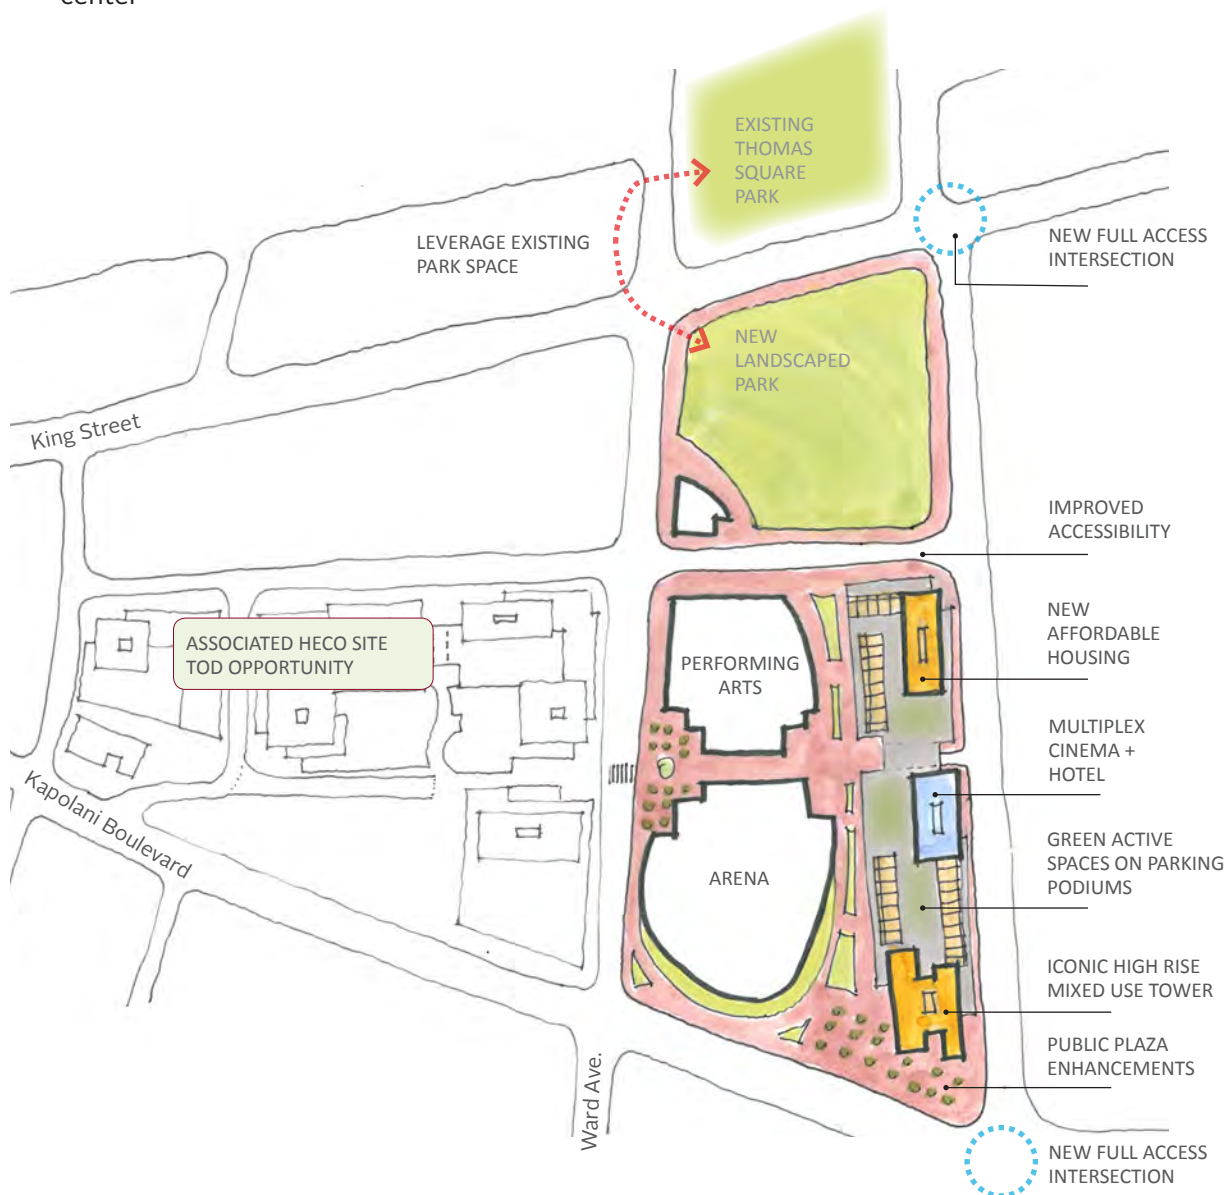 center
EXISTING
THOMAS
SQUARE
PARK
LEVERAGE EXISTING
PARK SPACE
NEW FULL ACCESS
INTERSECTION
NEW
LANDSCAPED
PARK
King Street
IMPROVED
ACCESSIBILITY
ASSOCIATED HECO SITE
TOD OPPORTUNITY
PERFORMING
ARTS
NEW
AFFORDABLE
HOUSING
MULTIPLEX
CINEMA +
HOTEL
Kapolani Boulevard
ARENA
GREEN ACTIVE
SPACES ON PARKING
PODIUMS
ICONIC HIGH RISE
MIXED USE TOWER
PUBLIC PLAZA
ENHANCEMENTS
Ward Ave.
NEW FULL ACCESS
INTERSECTION